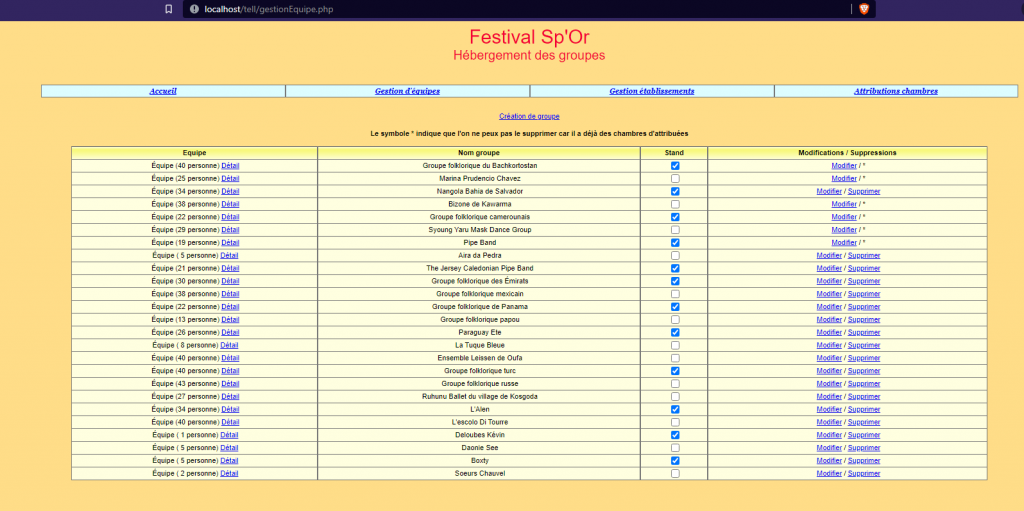 localhost/tell/gestionEquipe.php
Festival Sp'Or
Hébergement des groupes
Accueil Gestion d'équipes Gestion établissements Attributions chambres
Création de groupe
Le symbole * indique que l'on ne peux pas le supprimer car il a déjà des chambres d'attribuées
Equipe Nom groupe Stand Modifications / Suppressions
Équipe (40 personne) Détail Groupe folklorique du Bachkortostan Modifier / *
Équipe (25 personne) Détail Marina Prudencio Chavez Modifier / *
Équipe (34 personne) Détail Nangola Bahia de Salvador Modifier / Supprimer
Équipe (38 personne) Détail Bizone de Kawarma Modifier / *
Équipe (22 personne) Détail Groupe folklorique camerounais Modifier / *
Équipe (29 personne) Détail Syoung Yaru Mask Dance Group Modifier / *
Équipe (19 personne) Détail Pipe Band Modifier / *
Équipe ( 5 personne) Détail Aira da Pedra Modifier / Supprimer
Équipe (21 personne) Détail The Jersey Caledonian Pipe Band Modifier / Supprimer
Équipe (30 personne) Détail Groupe folklorique des Émirats Modifier / Supprimer
Équipe (38 personne) Détail Groupe folklorique mexicain Modifier / Supprimer
Équipe (22 personne) Détail Groupe folklorique de Panama Modifier / Supprimer
Équipe (13 personne) Détail Groupe folklorique papou Modifier / Supprimer
Équipe (26 personne) Détail Paraguay Ete Modifier / Supprimer
Équipe ( 8 personne) Détail La Tuque Bleue Modifier / Supprimer
Équipe (40 personne) Détail Ensemble Leissen de Oufa Modifier / Supprimer
Équipe (40 personne) Détail Groupe folklorique turc Modifier / Supprimer
Équipe (43 personne) Détail Groupe folklorique russe Modifier / Supprimer
Équipe (27 personne) Détail Ruhunu Ballet du village de Kosgoda Modifier / Supprimer
Équipe (34 personne) Détail L'Alen Modifier / Supprimer
Équipe (40 personne) Détail L'escolo Di Tourre Modifier / Supprimer
Équipe ( 1 personne) Détail Deloubes Kévin Modifier / Supprimer
Équipe ( 5 personne) Détail Daonie See Modifier / Supprimer
Équipe ( 5 personne) Détail Boxty Modifier / Supprimer
Équipe ( 2 personne) Détail Soeurs Chauvel Modifier / Supprimer